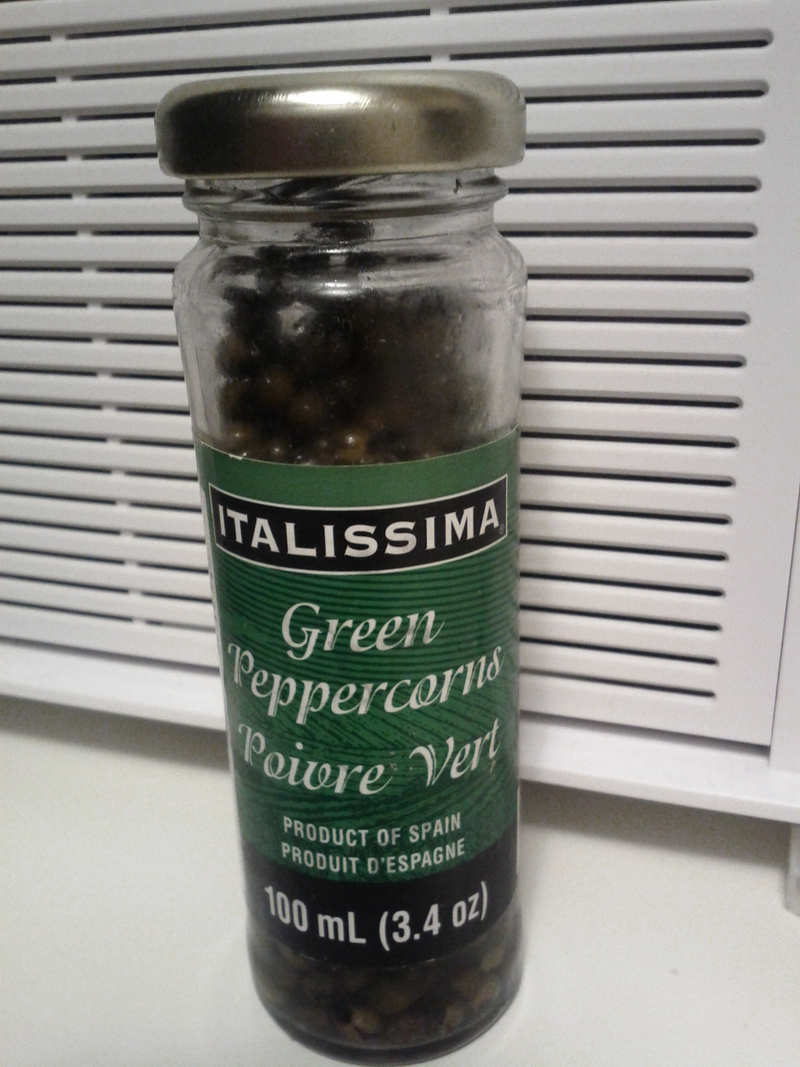 ITALISSIMA®
Green
Peppercorns
Poivre Vert
PRODUCT OF SPAIN
PRODUIT D'ESPAGNE
100 mL (3.4 oz)